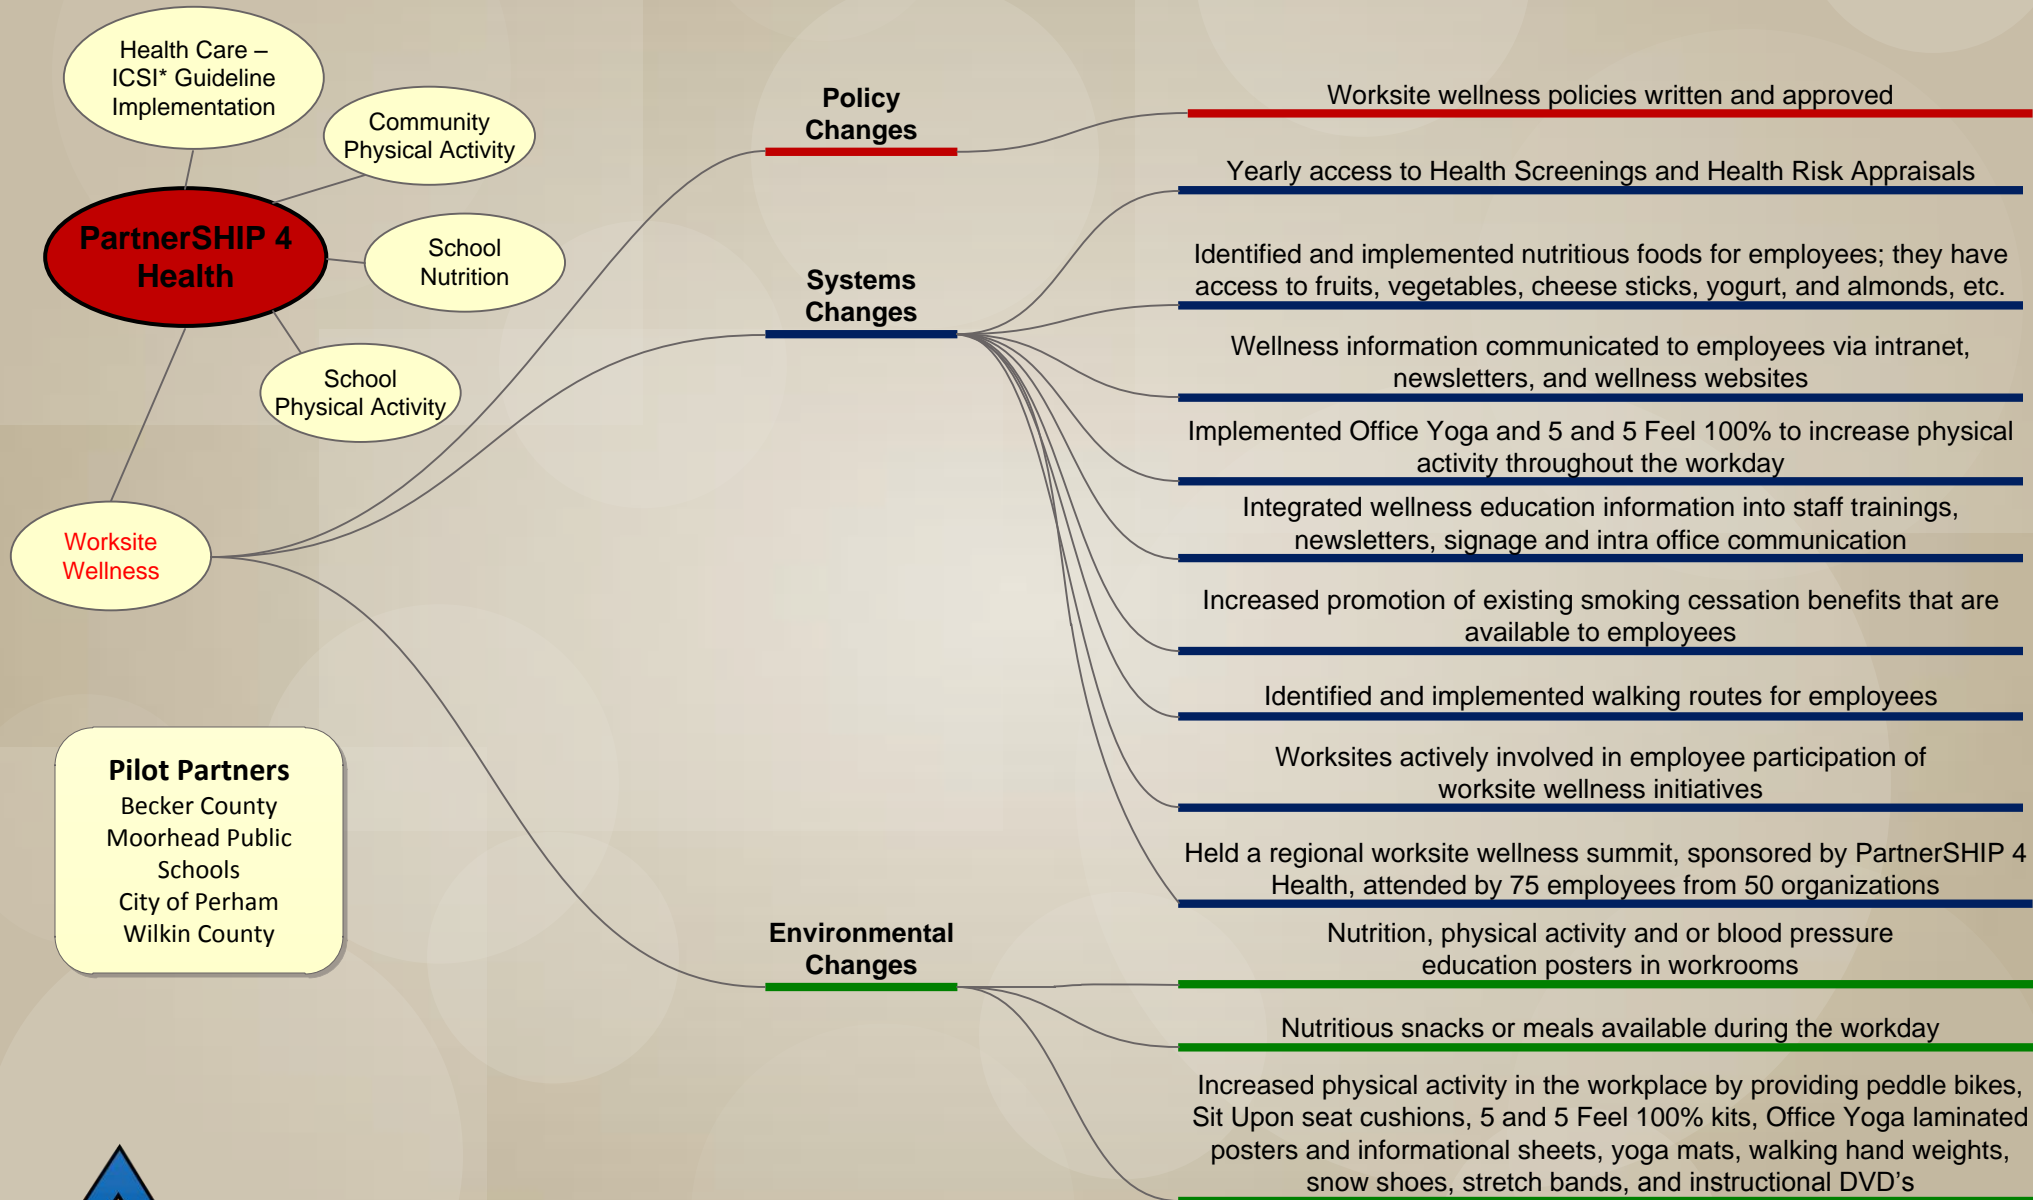 Health Care –
ICSI* Guideline
Implementation
Community
Physical Activity
PartnerSHIP 4
Health
School
Nutrition
School
Physical Activity
Worksite
Wellness
Pilot Partners
Becker County
Moorhead Public
Schools
City of Perham
Wilkin County
Policy
Changes
Worksite wellness policies written and approved
Systems
Changes
Yearly access to Health Screenings and Health Risk Appraisals
Identified and implemented nutritious foods for employees; they have
access to fruits, vegetables, cheese sticks, yogurt, and almonds, etc.
Wellness information communicated to employees via intranet,
newsletters, and wellness websites
Implemented Office Yoga and 5 and 5 Feel 100% to increase physical
activity throughout the workday
Integrated wellness education information into staff trainings,
newsletters, signage and intra office communication
Increased promotion of existing smoking cessation benefits that are
available to employees
Identified and implemented walking routes for employees
Worksites actively involved in employee participation of
worksite wellness initiatives
Held a regional worksite wellness summit, sponsored by PartnerSHIP 4
Health, attended by 75 employees from 50 organizations
Environmental
Changes
Nutrition, physical activity and or blood pressure
education posters in workrooms
Nutritious snacks or meals available during the workday
Increased physical activity in the workplace by providing peddle bikes,
Sit Upon seat cushions, 5 and 5 Feel 100% kits, Office Yoga laminated
posters and informational sheets, yoga mats, walking hand weights,
snow shoes, stretch bands, and instructional DVD's